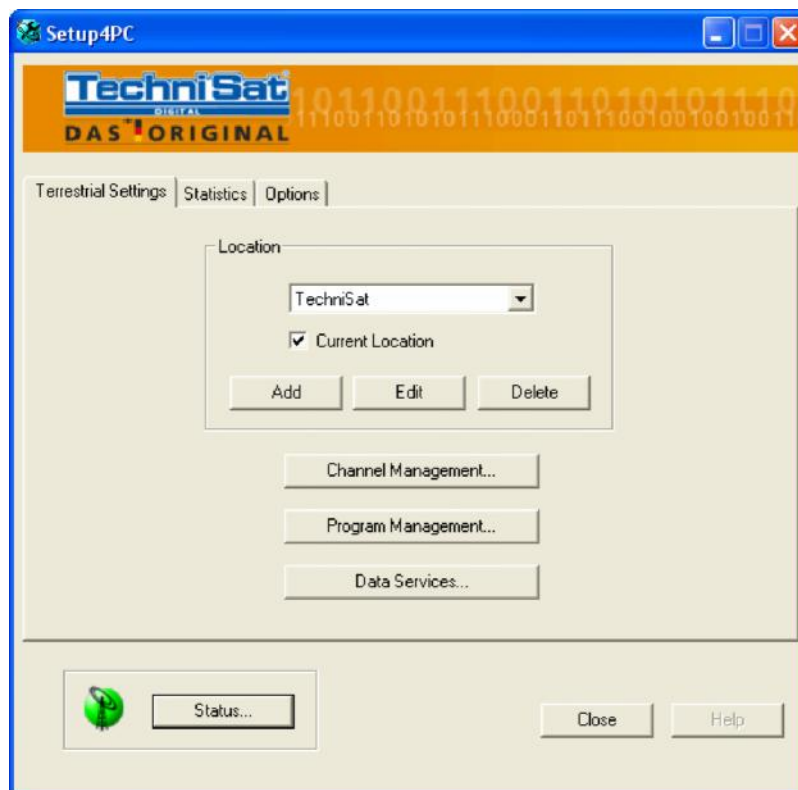 Setup4PC
TechniSat
DIGITAL
DAS ORIGINAL
Terrestrial Settings Statistics Options
Location
TechniSat
Current Location
Add Edit Delete
Channel Management...
Program Management...
Data Services...
Status...
Close Help